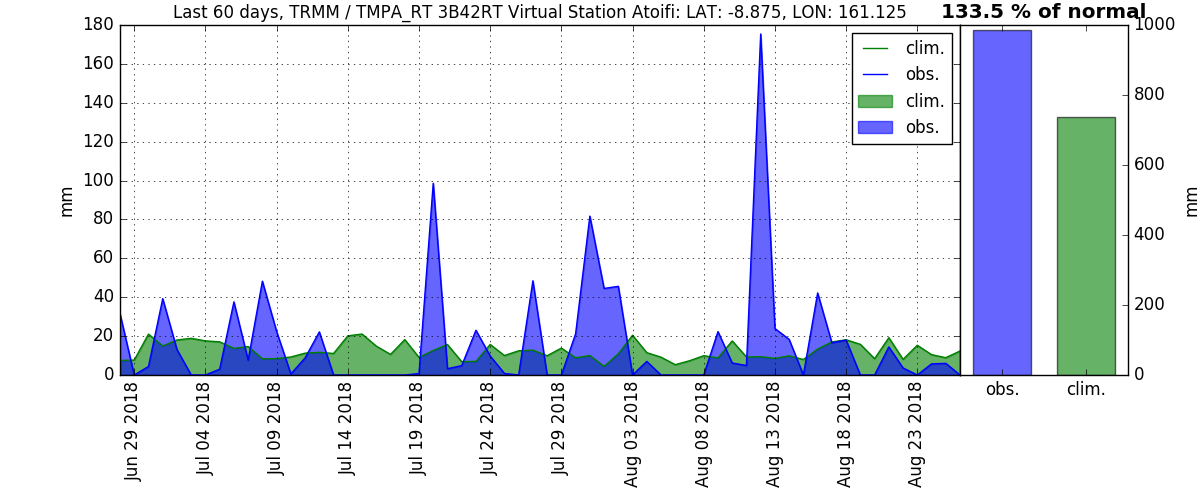 Last 60 days, TRMM / TMPA_RT 3B42RT Virtual Station Atoifi: LAT: -8.875, LON: 161.125
133.5 % of normal
180
160
140
120
100
80
60
40
20
0
mm
clim.
obs.
clim.
obs.
Jun 29 2018
Jul 04 2018
Jul 09 2018
Jul 14 2018
Jul 19 2018
Jul 24 2018
Jul 29 2018
Aug 03 2018
Aug 08 2018
Aug 13 2018
Aug 18 2018
Aug 23 2018
1000
800
600
400
200
0
mm
obs.
clim.